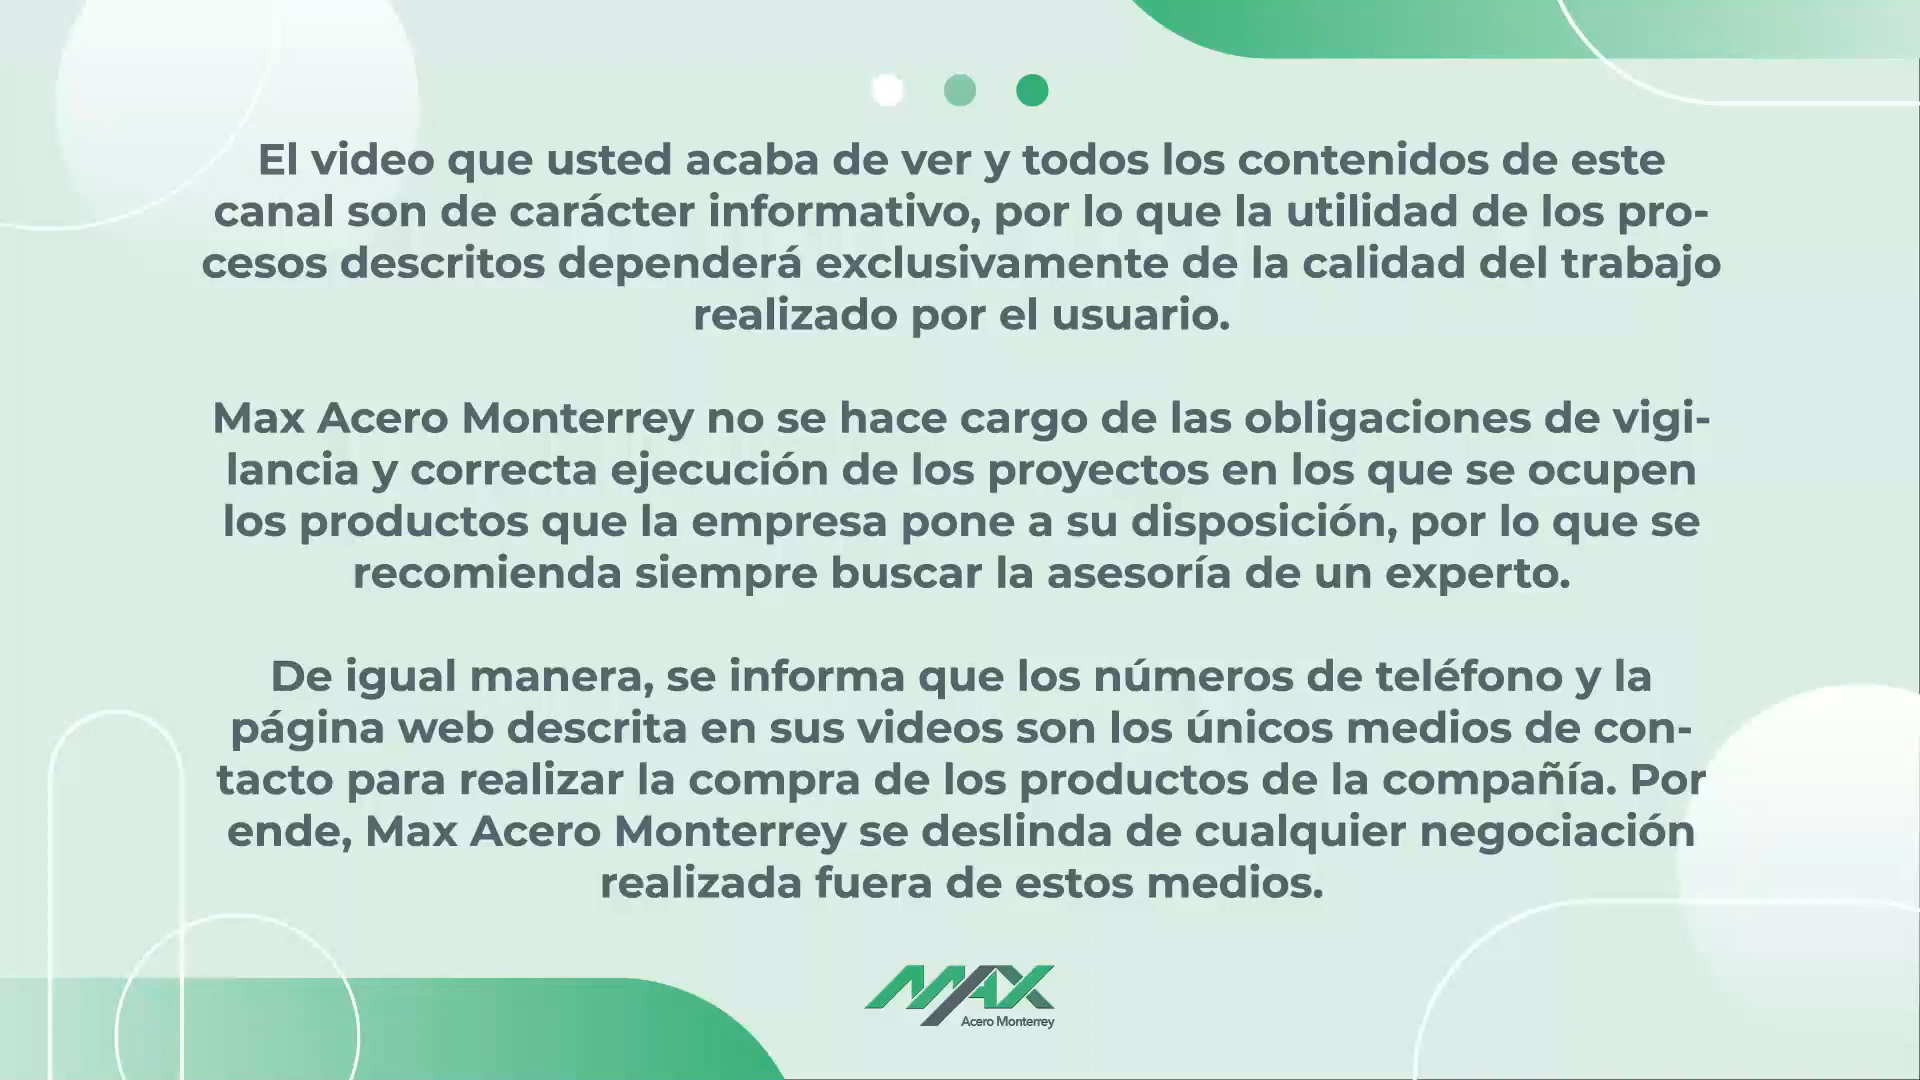 El video que usted acaba de ver y todos los contenidos de este
canal son de carácter informativo, por lo que la utilidad de los pro-
cesos descritos dependerá exclusivamente de la calidad del trabajo
realizado por el usuario.
Max Acero Monterrey no se hace cargo de las obligaciones de vigi-
lancia y correcta ejecución de los proyectos en los que se ocupen
los productos que la empresa pone a su disposición, por lo que se
recomienda siempre buscar la asesoría de un experto.
De igual manera, se informa que los números de teléfono y la
página web descrita en sus videos son los únicos medios de con-
tacto para realizar la compra de los productos de la compañía. Por
ende, Max Acero Monterrey se deslinda de cualquier negociación
realizada fuera de estos medios.
MAX
Acero Monterrey